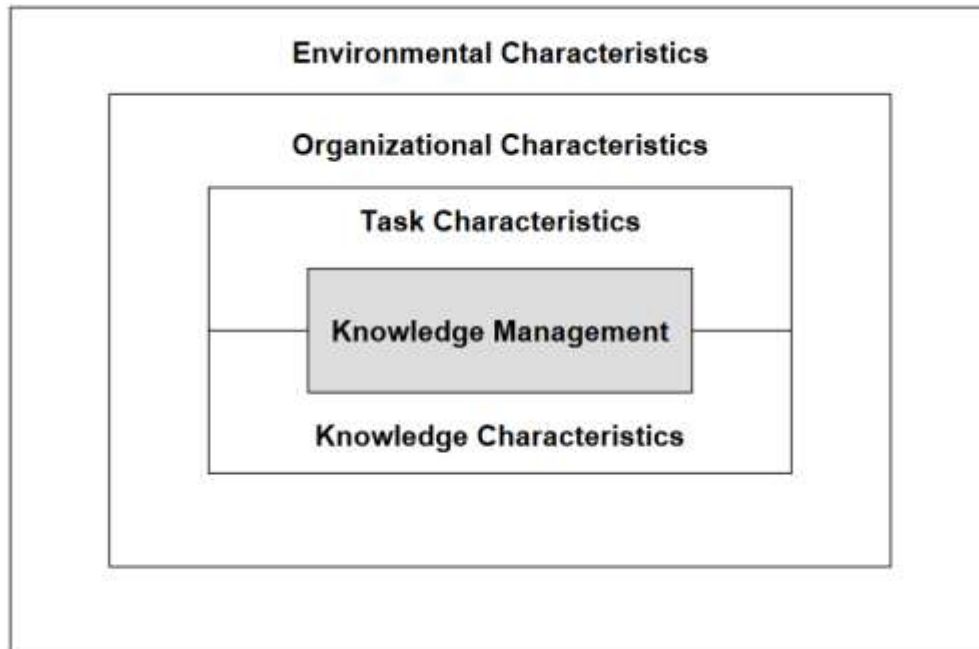 Environmental Characteristics
Organizational Characteristics
Task Characteristics
Knowledge Management
Knowledge Characteristics